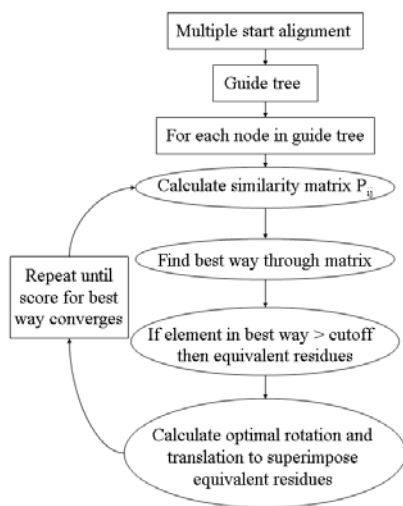 Multiple start alignment
Guide tree
For each node in guide tree
Calculate similarity matrix P_ij
Find best way through matrix
Repeat until
score for best
way converges
If element in best way > cutoff
then equivalent residues
Calculate optimal rotation and
translation to superimpose
equivalent residues